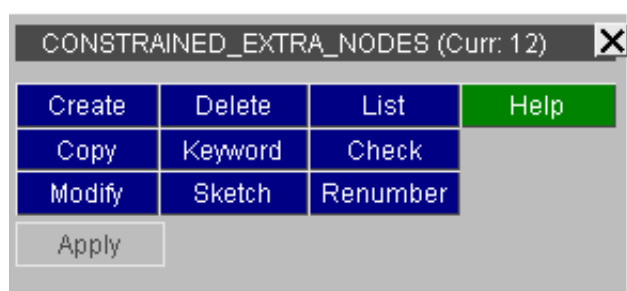 CONSTRAINED_EXTRA_NODES (Curr: 12) X
Create Delete List Help
Copy Keyword Check
Modify Sketch Renumber
Apply